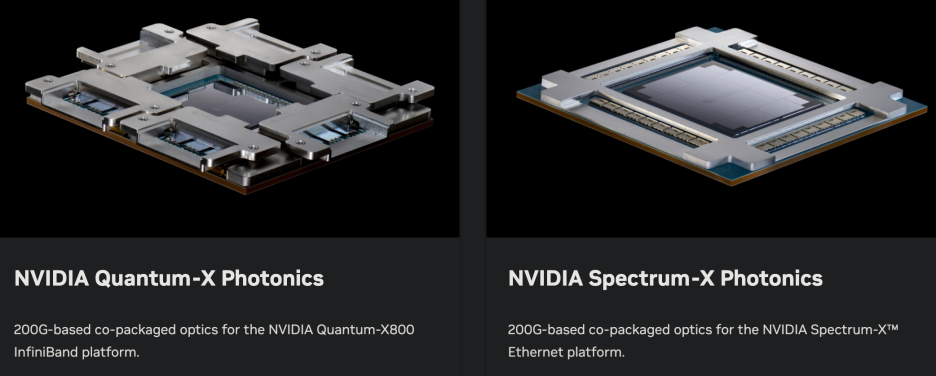 NVIDIA Quantum-X Photonics
200G-based co-packaged optics for the NVIDIA Quantum-X800
InfiniBand platform.
NVIDIA Spectrum-X Photonics
200G-based co-packaged optics for the NVIDIA Spectrum-X™
Ethernet platform.